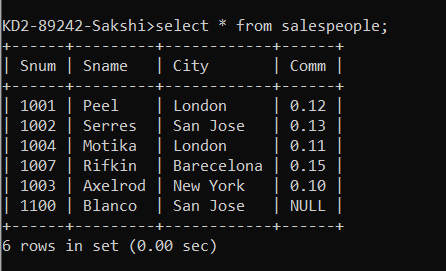 KD2-89242-Sakshi>select * from salespeople;
+------+---------+------------+------+
| Snum | Sname   | City       | Comm |
+------+---------+------------+------+
| 1001 | Peel    | London     | 0.12 |
| 1002 | Serres  | San Jose   | 0.13 |
| 1004 | Motika  | London     | 0.11 |
| 1007 | Rifkin  | Barecelona | 0.15 |
| 1003 | Axelrod | New York   | 0.10 |
| 1100 | Blanco  | San Jose   | NULL |
+------+---------+------------+------+
6 rows in set (0.00 sec)